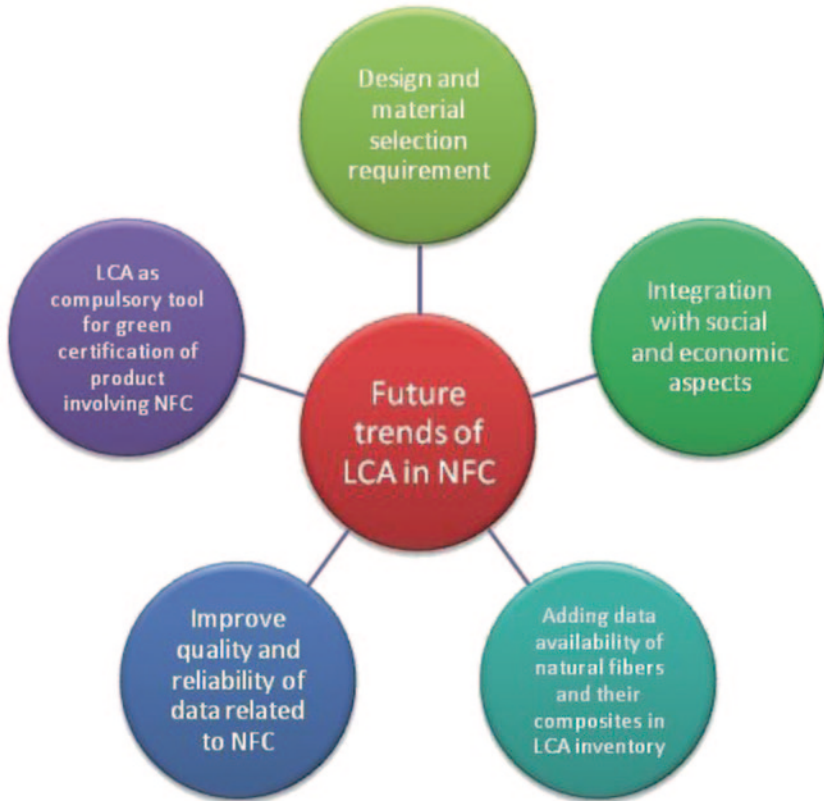 Design and
material
selection
requirement
LCA as
compulsory tool
for green
certification of
product
involving NFC
Integration
with social
and economic
aspects
Future
trends of
LCA in NFC
Improve
quality and
reliability of
data related
to NFC
Adding data
availability of
natural fibers
and their
composites in
LCA inventory